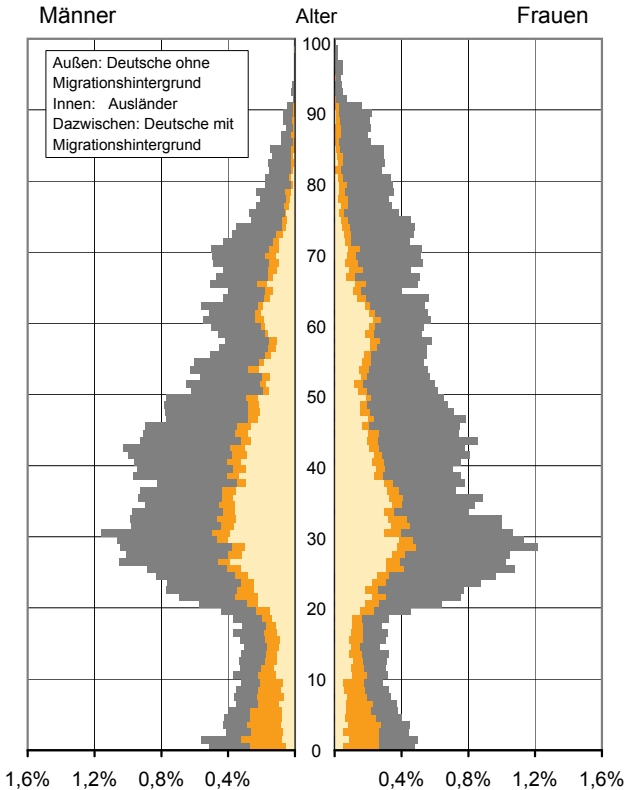 Männer Alter Frauen
100
Außen: Deutsche ohne
Migrationshintergrund
Innen: Ausländer
Dazwischen: Deutsche mit
Migrationshintergrund
90
80
70
60
50
40
30
20
10
0
1,6% 1,2% 0,8% 0,4% 0,4% 0,8% 1,2% 1,6%